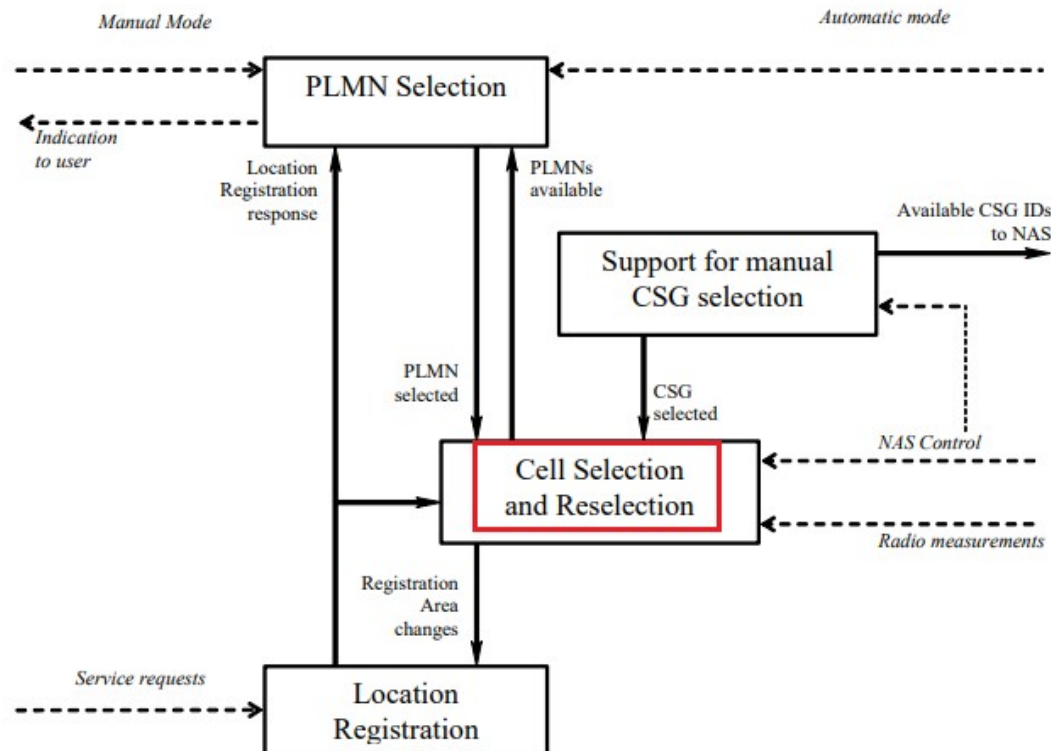 Manual Mode
Automatic mode
PLMN Selection
Indication
to user
Location
Registration
response
PLMNs
available
Available CSG IDs
to NAS
Support for manual
CSG selection
PLMN
selected
CSG
selected
NAS Control
Cell Selection
and Reselection
Radio measurements
Registration
Area
changes
Service requests
Location
Registration